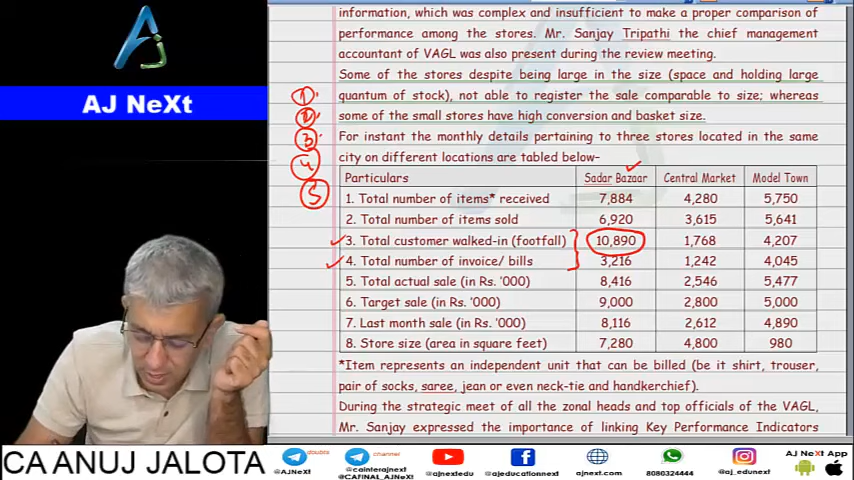 information, which was complex and insufficient to make a proper comparison of
performance among the stores. Mr. Sanjay Tripathi the chief management
accountant of VAGL was also present during the review meeting.
Some of the stores despite being large in the size (space and holding large
quantum of stock), not able to register the sale comparable to size; whereas
some of the small stores have high conversion and basket size.
For instant the monthly details pertaining to three stores located in the same
city on different locations are tabled below-
1
2
3
4
5
Particulars Sadar Bazaar Central Market Model Town
1. Total number of items* received 7,884 4,280 5,750
2. Total number of items sold 6,920 3,615 5,641
3. Total customer walked-in (footfall) 10,890 1,768 4,207
4. Total number of invoice/ bills 3,216 1,242 4,045
5. Total actual sale (in Rs. '000) 8,416 2,546 5,477
6. Target sale (in Rs. '000) 9,000 2,800 5,000
7. Last month sale (in Rs. '000) 8,116 2,612 4,890
8. Store size (area in square feet) 7,280 4,800 980
*Item represents an independent unit that can be billed (be it shirt, trouser,
pair of socks, saree, jean or even neck-tie and handkerchief).
During the strategic meet of all the zonal heads and top officials of the VAGL,
Mr. Sanjay expressed the importance of linking Key Performance Indicators
AJ NeXt
CA ANUJ JALOTA
doubts
@AJNeXt
channel
@cainterajnext
@CAFINAL_AJNeXt
@ajnextedu
@ajeducationnext
ajnext.com
8080324444
@aj_edunext
AJ NeXt App